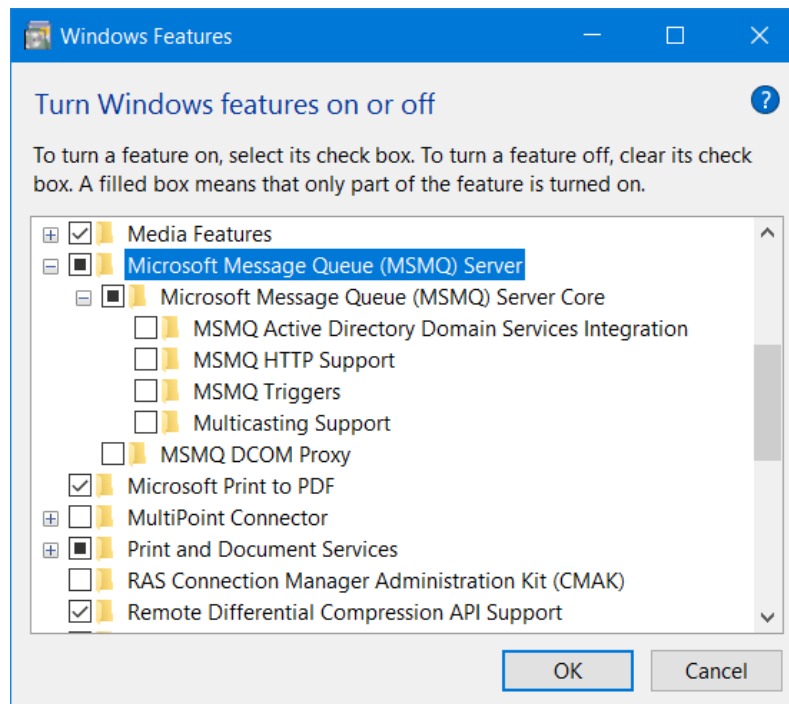 Windows Features
Turn Windows features on or off
?
To turn a feature on, select its check box. To turn a feature off, clear its check
box. A filled box means that only part of the feature is turned on.
Media Features
Microsoft Message Queue (MSMQ) Server
Microsoft Message Queue (MSMQ) Server Core
MSMQ Active Directory Domain Services Integration
MSMQ HTTP Support
MSMQ Triggers
Multicasting Support
MSMQ DCOM Proxy
Microsoft Print to PDF
MultiPoint Connector
Print and Document Services
RAS Connection Manager Administration Kit (CMAK)
Remote Differential Compression API Support
OK
Cancel